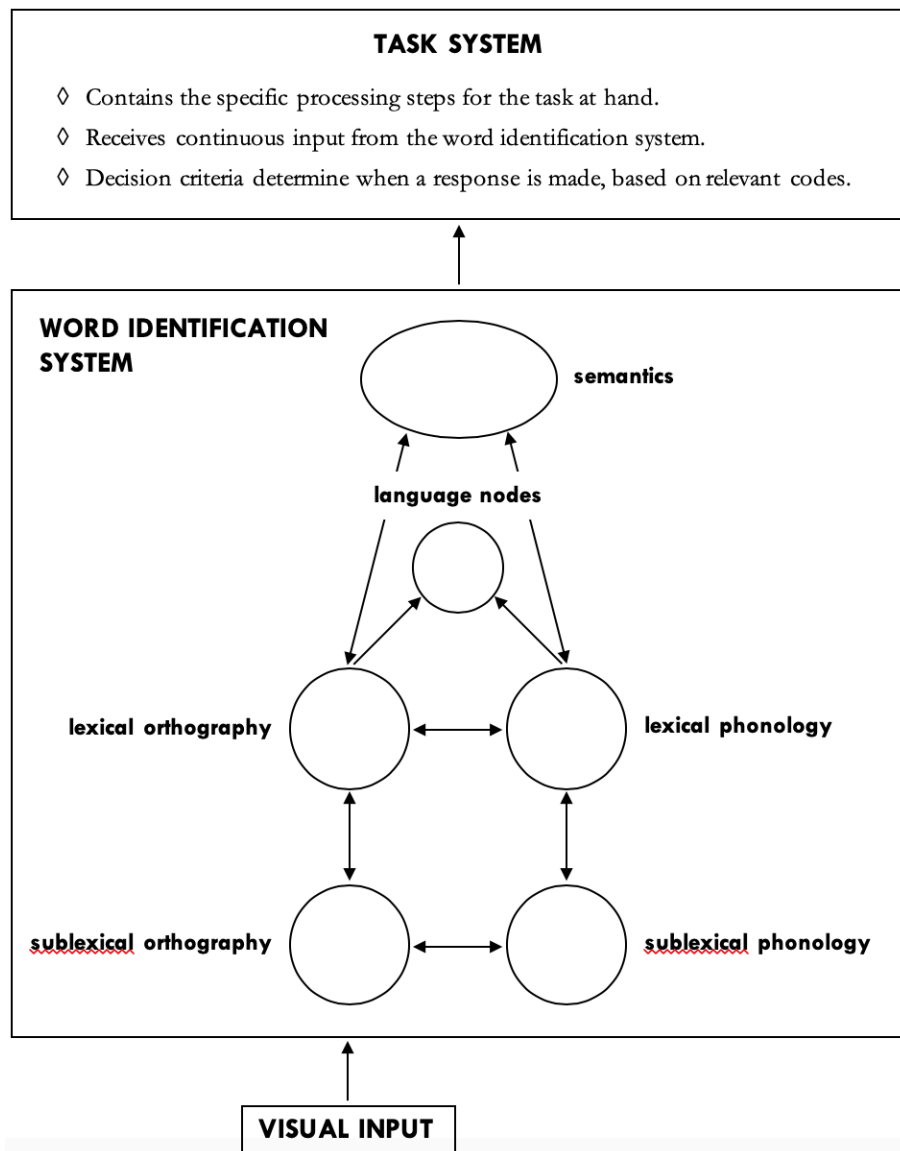 TASK SYSTEM
◊ Contains the specific processing steps for the task at hand.
◊ Receives continuous input from the word identification system.
◊ Decision criteria determine when a response is made, based on relevant codes.
WORD IDENTIFICATION
SYSTEM
semantics
language nodes
lexical orthography
lexical phonology
sublexical orthography
sublexical phonology
VISUAL INPUT